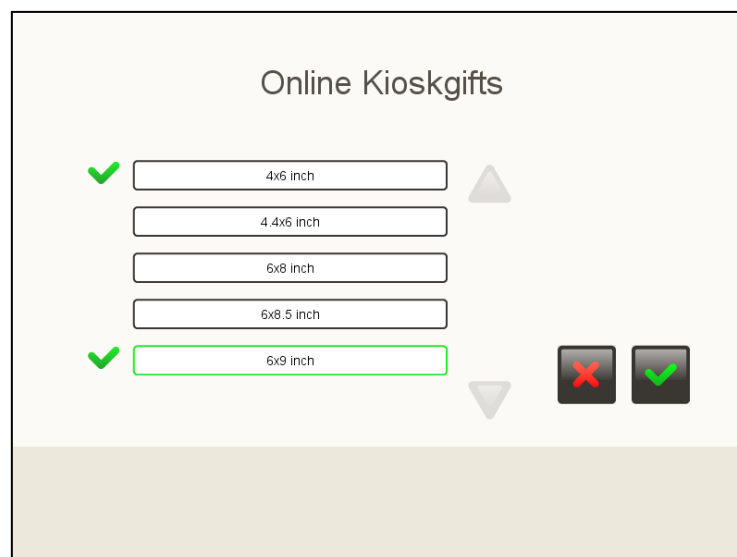 Online Kioskgifts
4x6 inch
4.4x6 inch
6x8 inch
6x8.5 inch
6x9 inch